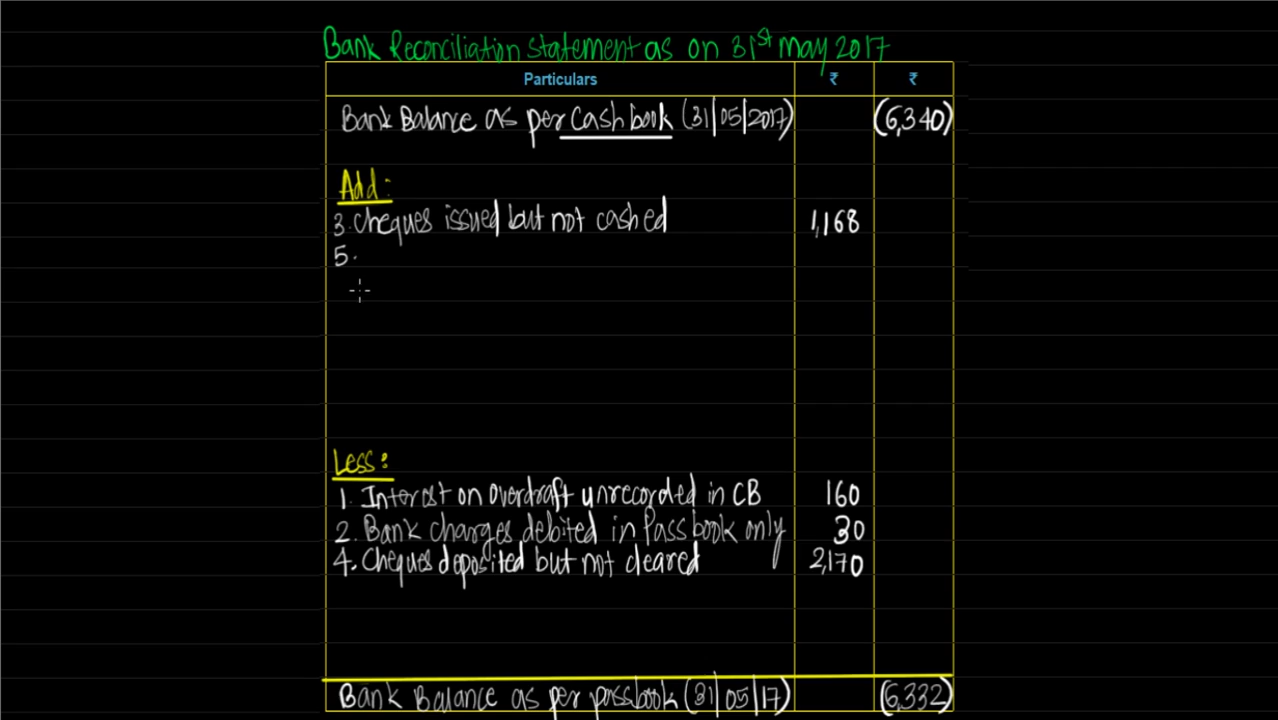 Bank Reconciliation Statement as on 31st may 2017
Particulars ₹ ₹
Bank Balance as per cash book (31/05/2017) (6,340)
Add:
3. cheques issued but not cashed 1,168
5.
Less:
1. Interest on overdraft unrecorded in CB 160
2. Bank charges debited in Pass book only 30
4. Cheques deposited but not cleared 2,170
Bank Balance as per passbook (31/05/17) (6,332)